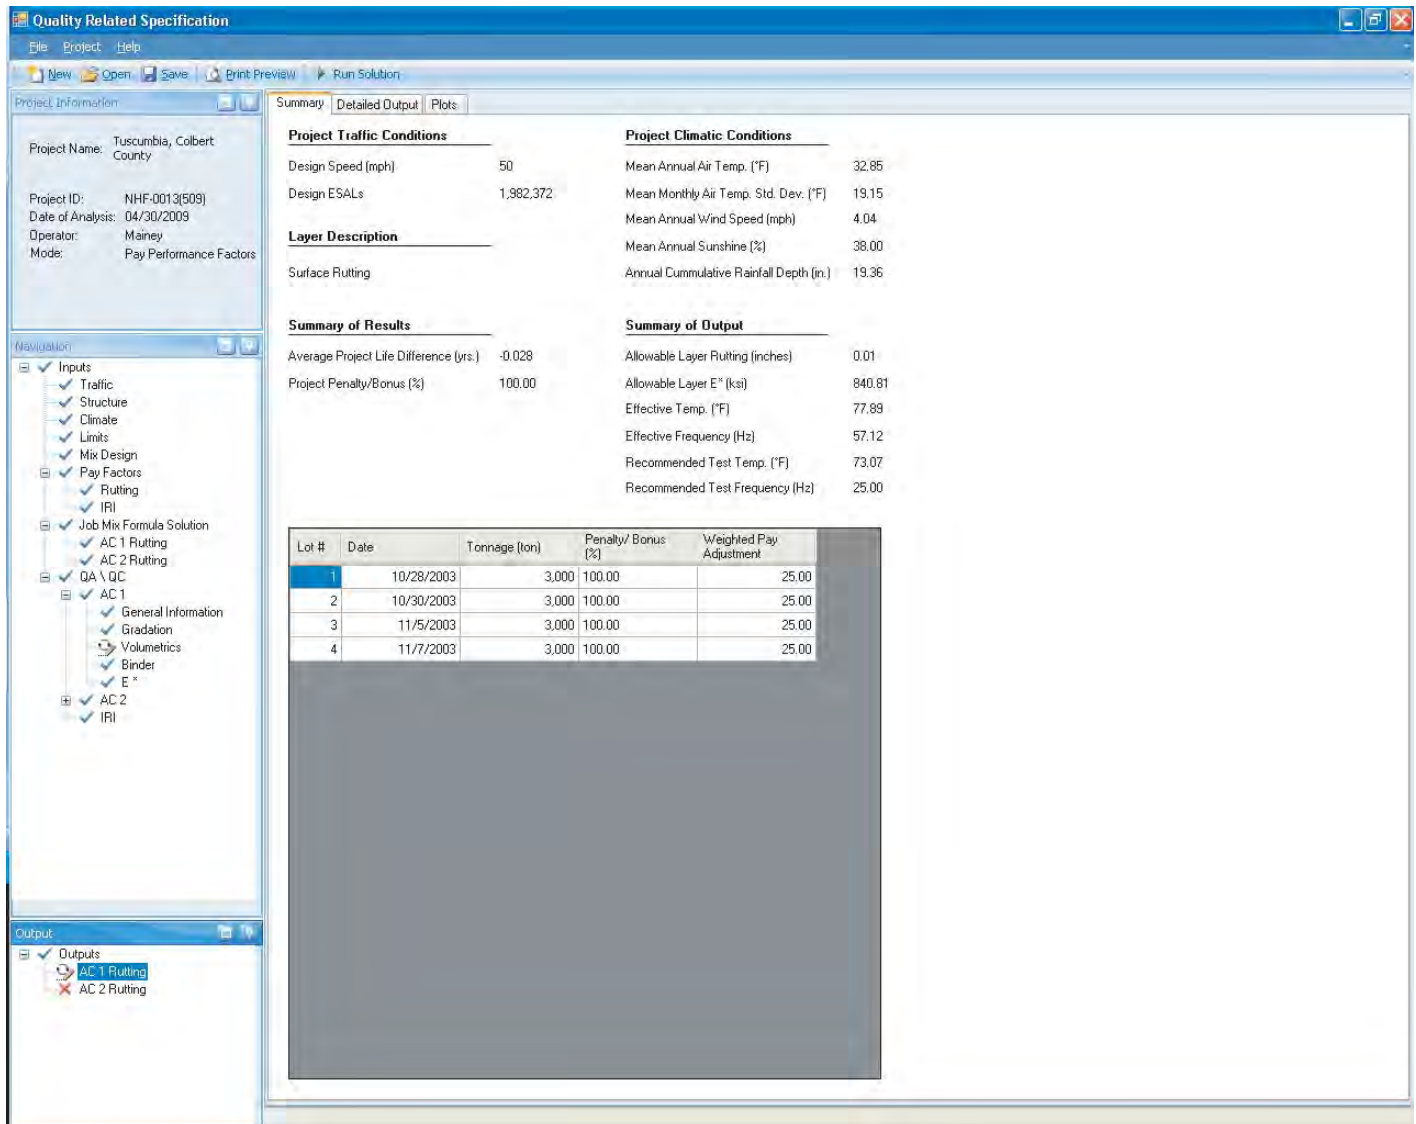 Quality Related Specification
File Project Help
New Open Save Print Preview Run Solution
Project Information
Project Name: Tuscumbia, Colbert County
Project ID: NHF-0013(509)
Date of Analysis: 04/30/2009
Operator: Mainey
Mode: Pay Performance Factors
Navigation
Inputs
Traffic
Structure
Climate
Limits
Mix Design
Pay Factors
Rutting
IRI
Job Mix Formula Solution
AC 1 Rutting
AC 2 Rutting
QA \ QC
AC 1
General Information
Gradation
Volumetrics
Binder
E *
AC 2
IRI
Output
Outputs
AC 1 Rutting
AC 2 Rutting
Summary Detailed Output Plots
Project Traffic Conditions
Design Speed (mph) 50
Design ESALs 1,982,372
Layer Description
Surface Rutting
Summary of Results
Average Project Life Difference (yrs.) -0.028
Project Penalty/Bonus (%) 100.00
Project Climatic Conditions
Mean Annual Air Temp. (°F) 32.85
Mean Monthly Air Temp. Std. Dev. (°F) 19.15
Mean Annual Wind Speed (mph) 4.04
Mean Annual Sunshine (%) 38.00
Annual Cummulative Rainfall Depth (in.) 19.36
Summary of Output
Allowable Layer Rutting (inches) 0.01
Allowable Layer E* (ksi) 840.81
Effective Temp. (°F) 77.89
Effective Frequency (Hz) 57.12
Recommended Test Temp. (°F) 73.07
Recommended Test Frequency (Hz) 25.00
Lot # Date Tonnage (ton) Penalty/ Bonus (%) Weighted Pay Adjustment
1 10/28/2003 3,000 100.00 25.00
2 10/30/2003 3,000 100.00 25.00
3 11/5/2003 3,000 100.00 25.00
4 11/7/2003 3,000 100.00 25.00